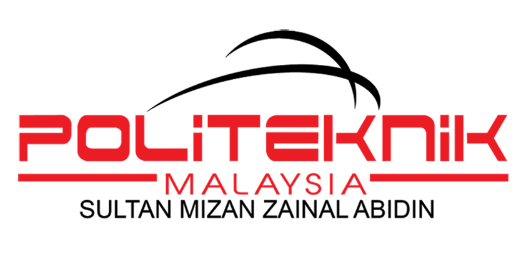 POLiTEKNiK
MALAYSIA
SULTAN MIZAN ZAINAL ABIDIN